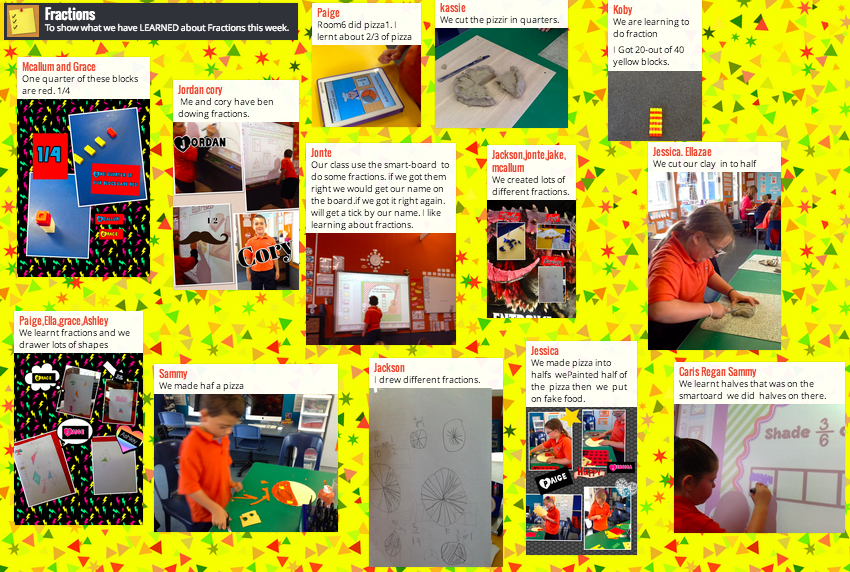 Fractions
To show what we have LEARNED about Fractions this week.
Mcallum and Grace
One quarter of these blocks
are red. 1/4
1/4
Jordan cory
Me and cory have ben
dowing fractions.
JORDAN
1/2
Cory
Paige
Room6 did pizza1. I
lernt about 2/3 of pizza
kassie
We cut the pizzir in quarters.
Koby
We are learning to
do fraction
I Got 20-out of 40
yellow blocks.
Jonte
Our class use the smart-board to
do some fractions. if we got them
right we would get our name on
the board.if we got it right again.
will get a tick by our name. I like
learning about fractions.
Jackson,jonte,jake,
mcallum
We created lots of
different fractions.
Jessica. Ellazae
We cut our clay in to half
Paige,Ella,grace,Ashley
We learnt fractions and we
drawer lots of shapes
GRACE
Ashley
Sammy
We made haf a pizza
Jackson
I drew different fractions.
Jessica
We made pizza into
halfs wePainted half of
the pizza then we put
on fake food.
PAIGE
Caris Regan Sammy
We learnt halves that was on the
smartoard we did halves on there.
Shade 3/6